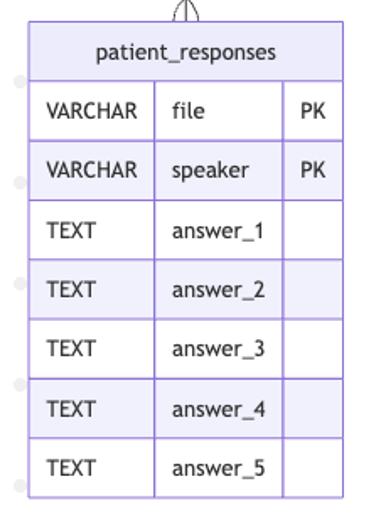 patient_responses
VARCHAR file PK
VARCHAR speaker PK
TEXT answer_1
TEXT answer_2
TEXT answer_3
TEXT answer_4
TEXT answer_5